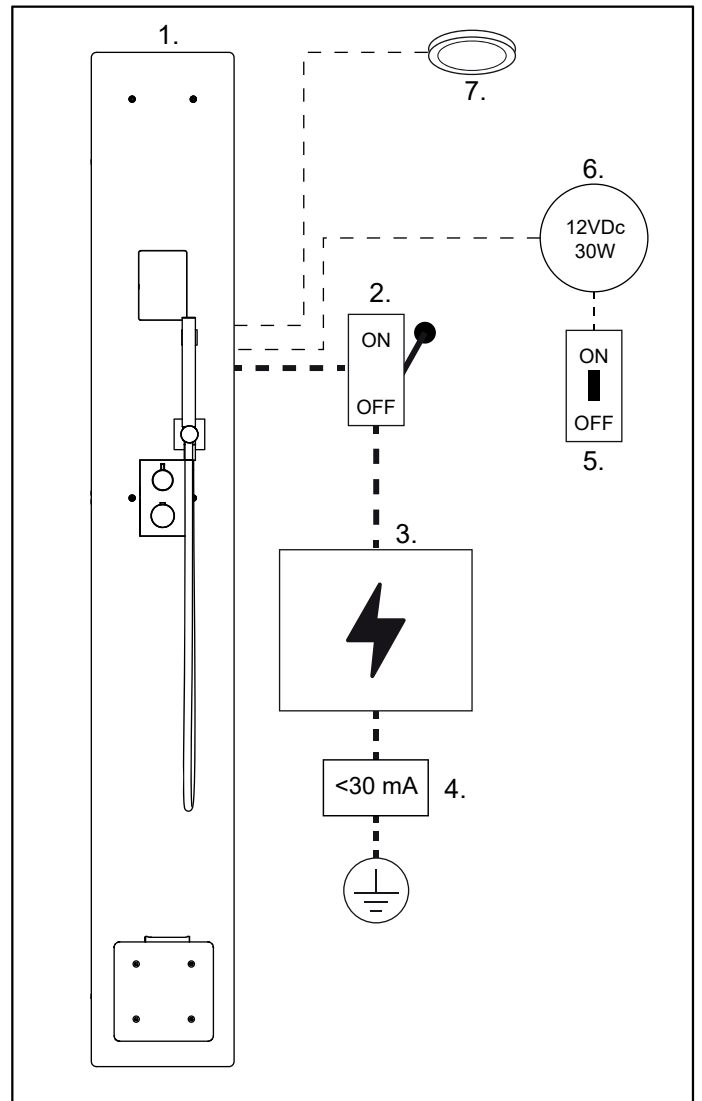 1.
7.
6.
12VDc
30W
2.
ON
OFF
ON
OFF
5.
3.
<30 mA
4.